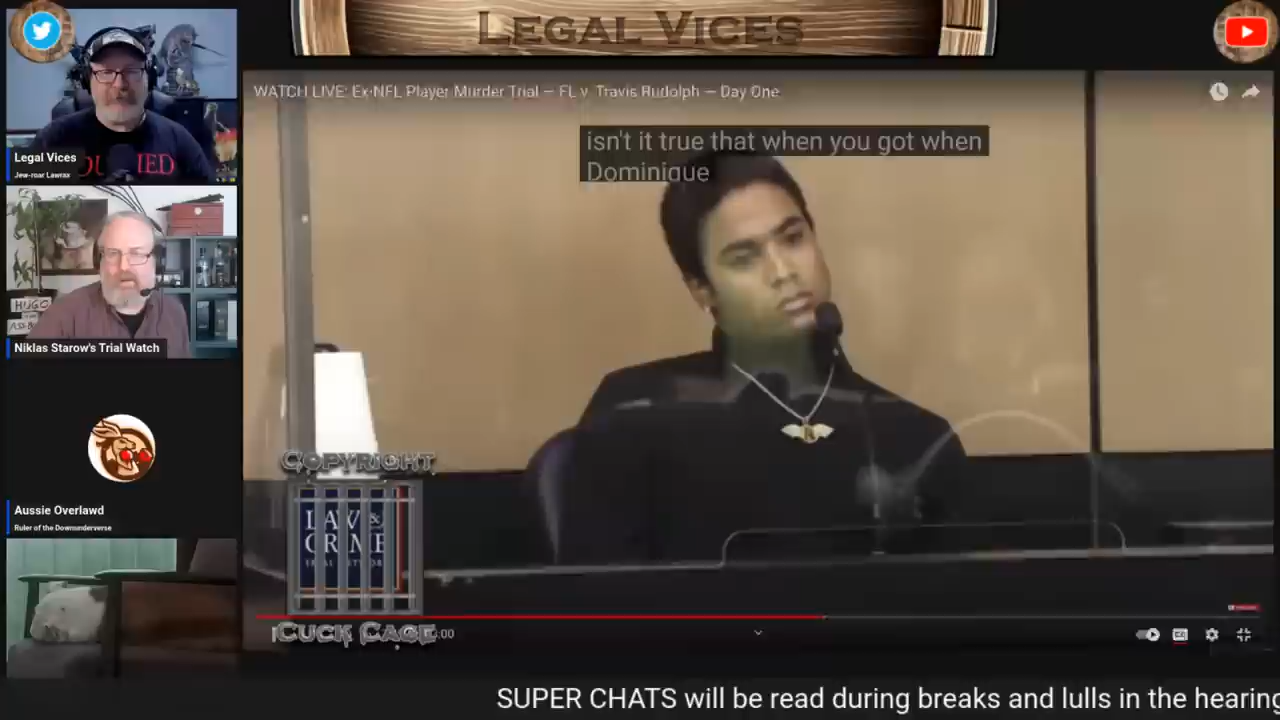 LEGAL VICES
WATCH LIVE: Ex-NFL Player Murder Trial – FL v. Travis Rudolph – Day One
isn't it true that when you got when
Dominique
Legal Vices
Jew-roar Lawrax
HUGO
Niklas Starow's Trial Watch
Aussie Overlawd
Ruler of the Downunderverse
COPYRIGHT
LAW &
CRIME
CUCK CAGE
SUPER CHATS will be read during breaks and lulls in the hearing